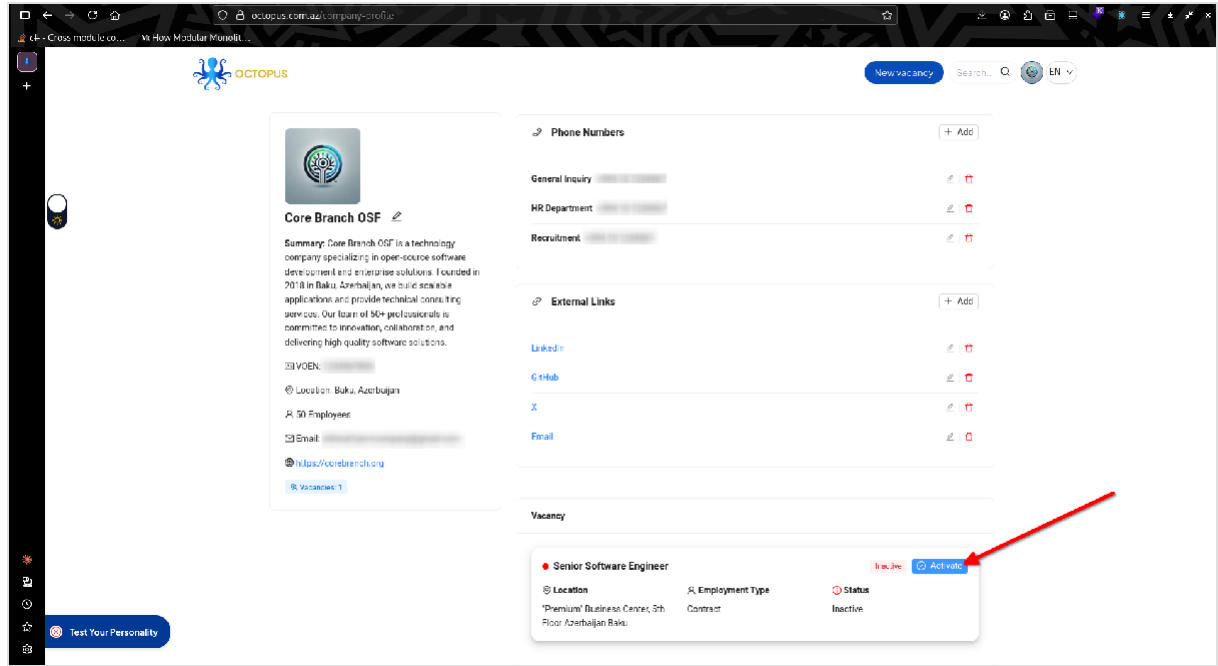 octopus.com.az/company-profile
- Cross module co...
How Modular Monolit...
OCTOPUS
New vacancy
Search..
EN
Core Branch OSF
Summary: Core Branch OSF is a technology
company specializing in open-source software
development and enterprise solutions. Founded in
2018 in Baku, Azerbaijan, we build scalable
applications and provide technical consulting
services. Our team of 50+ professionals is
committed to innovation, collaboration, and
delivering high quality software solutions.
VOEN:
Location: Baku, Azerbaijan
50 Employees
Email:
https://corebranch.org
Vacancies: 1
Phone Numbers
+ Add
General Inquiry
HR Department
Recruitment
External Links
+ Add
LinkedIn
GitHub
X
Email
Vacancy
Senior Software Engineer
Inactive
Activate
Location
Employment Type
Status
"Premium" Business Center, 5th
Floor Azerbaijan Baku
Contract
Inactive
Test Your Personality